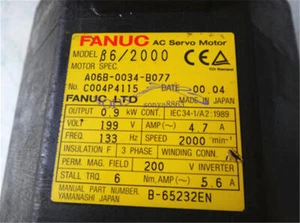 FANUC AC Servo Motor
MODEL β6/2000
MOTOR SPEC.
A06B-0034-B077
No. C004P4115 DATE 00.04
FANUC LTD MADE IN JAPAN
OUTPUT 0.9 kW CONT. IEC34-1/A2:1989
VOLT 199 V AMP(~) 4.7 A
FREQ. 133 Hz SPEED 2000 min⁻¹
INSULATION F 3 PHASE WINDING CONN.
PERM. MAG. FIELD 200 V INVERTER
STALL TRQ 6 Nm AMP(~) 5.6 A
MANUAL PART NUMBER B-65232EN
YAMANASHI JAPAN